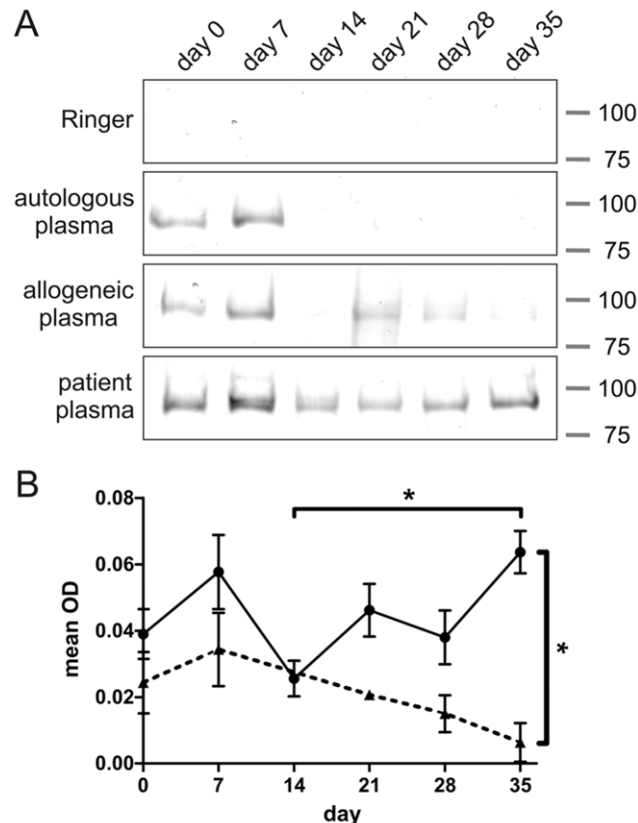 A
day 0 day 7 day 14 day 21 day 28 day 35
Ringer
100
75
autologous
plasma
100
75
allogeneic
plasma
100
75
patient
plasma
100
75
B
mean OD
0.08
0.06
0.04
0.02
0.00
*
*
0 7 14 21 28 35
day